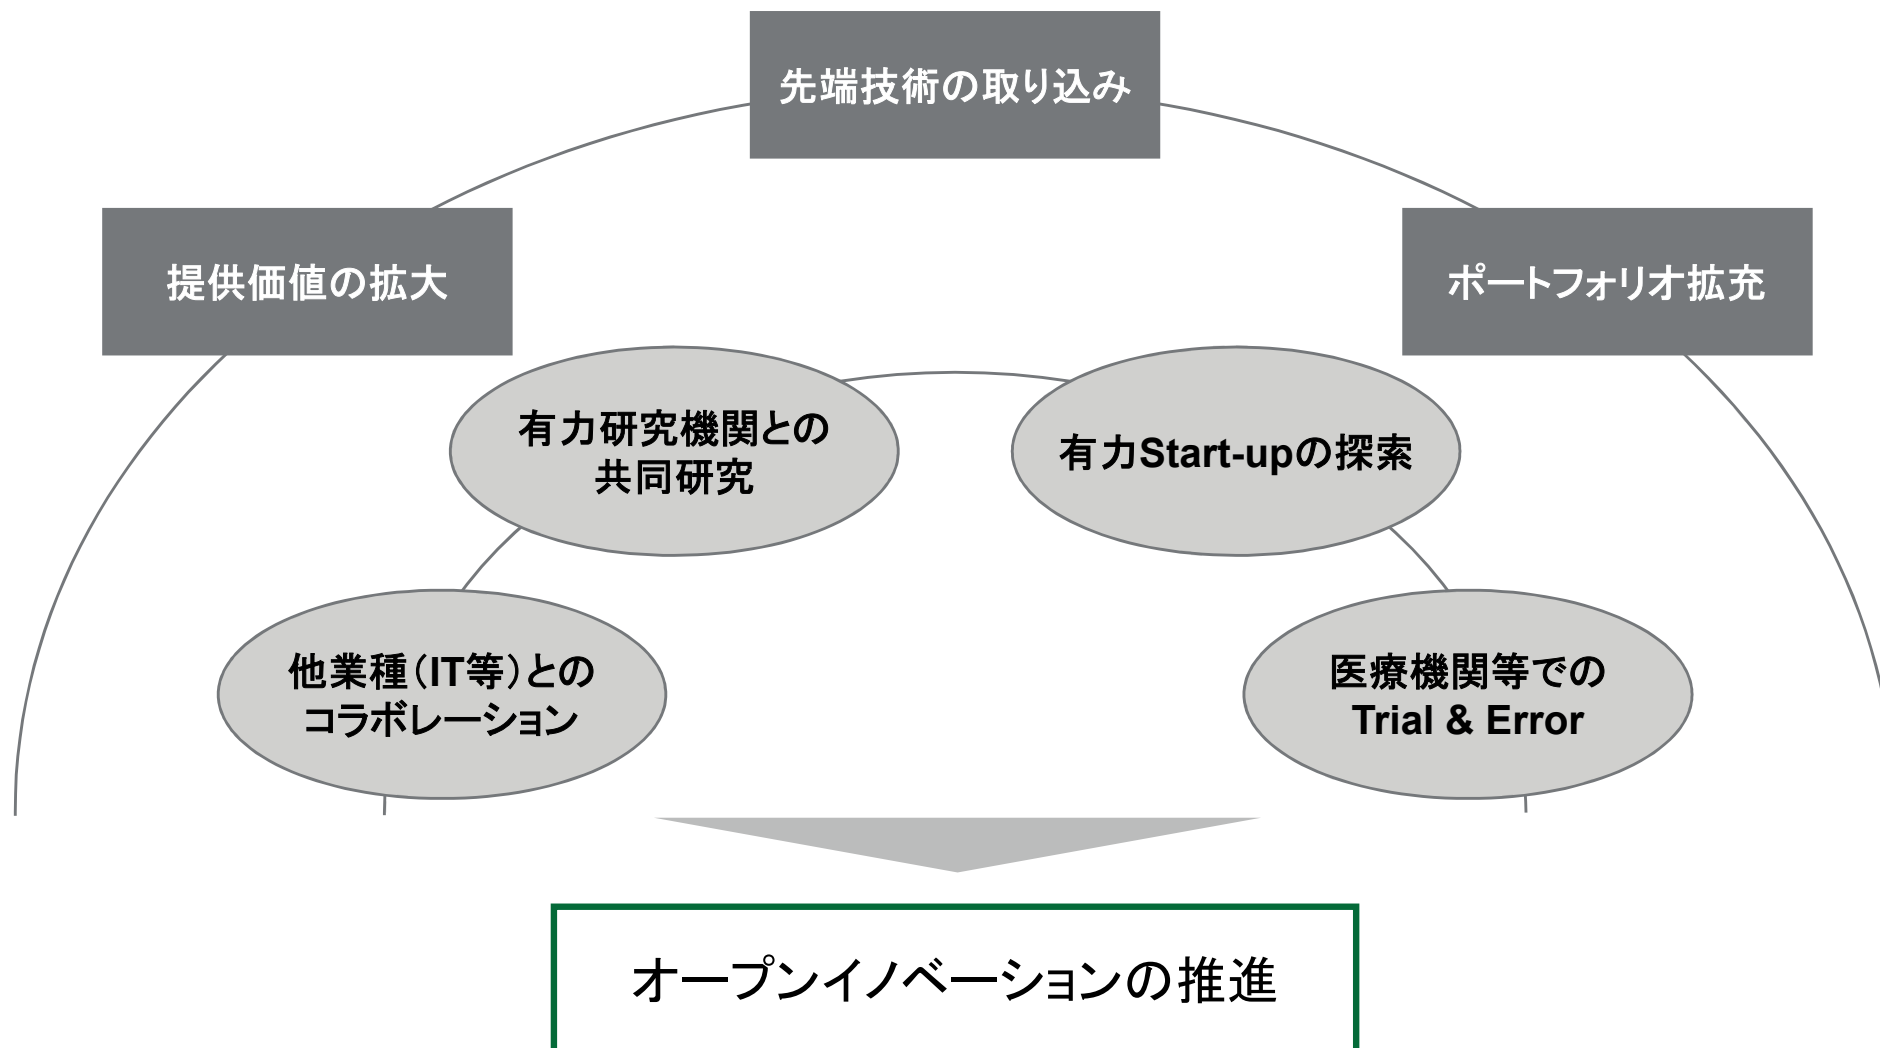 先端技術の取り込み
提供価値の拡大
ポートフォリオ拡充
有力研究機関との
共同研究
有力Start-upの探索
他業種(IT等)との
コラボレーション
医療機関等での
Trial & Error
オープンイノベーションの推進